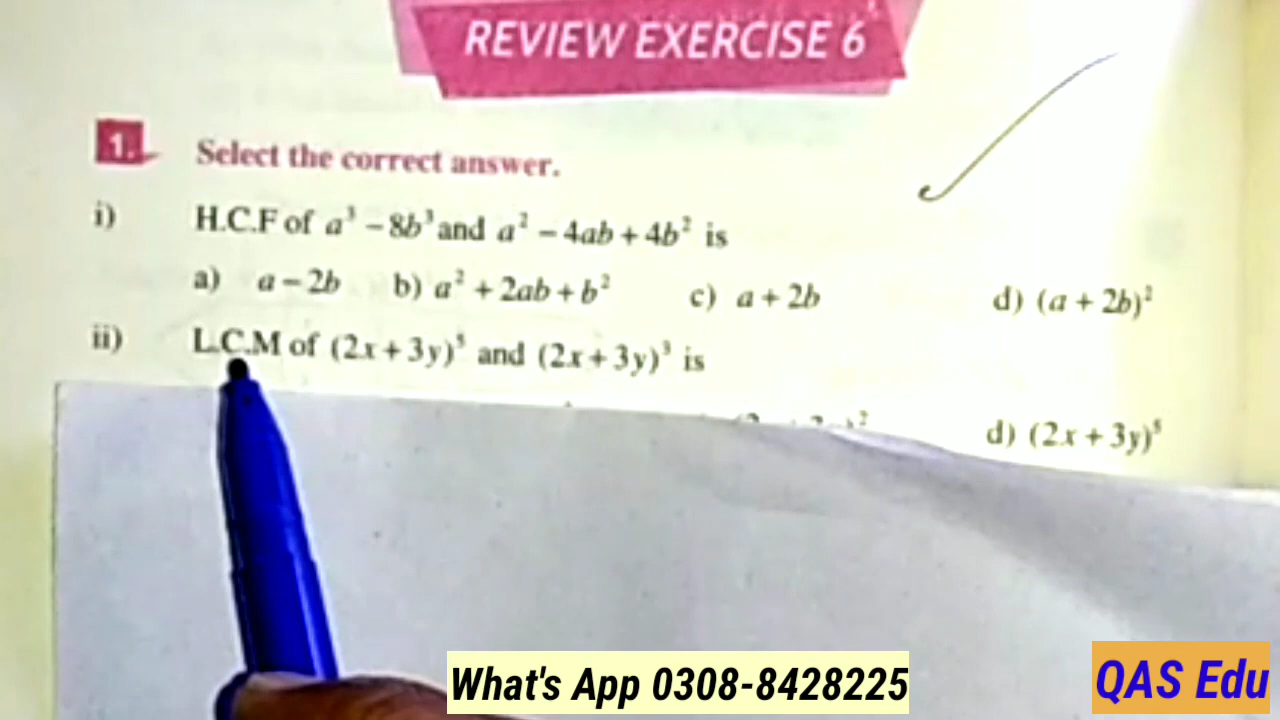 REVIEW EXERCISE 6
1. Select the correct answer.
i) H.C.F of a³ – 8b³ and a² – 4ab + 4b² is
a) a – 2b b) a² + 2ab + b² c) a + 2b d) (a + 2b)²
ii) L.C.M of (2x + 3y)⁵ and (2x + 3y)³ is
d) (2x + 3y)⁵
What's App 0308-8428225
QAS Edu